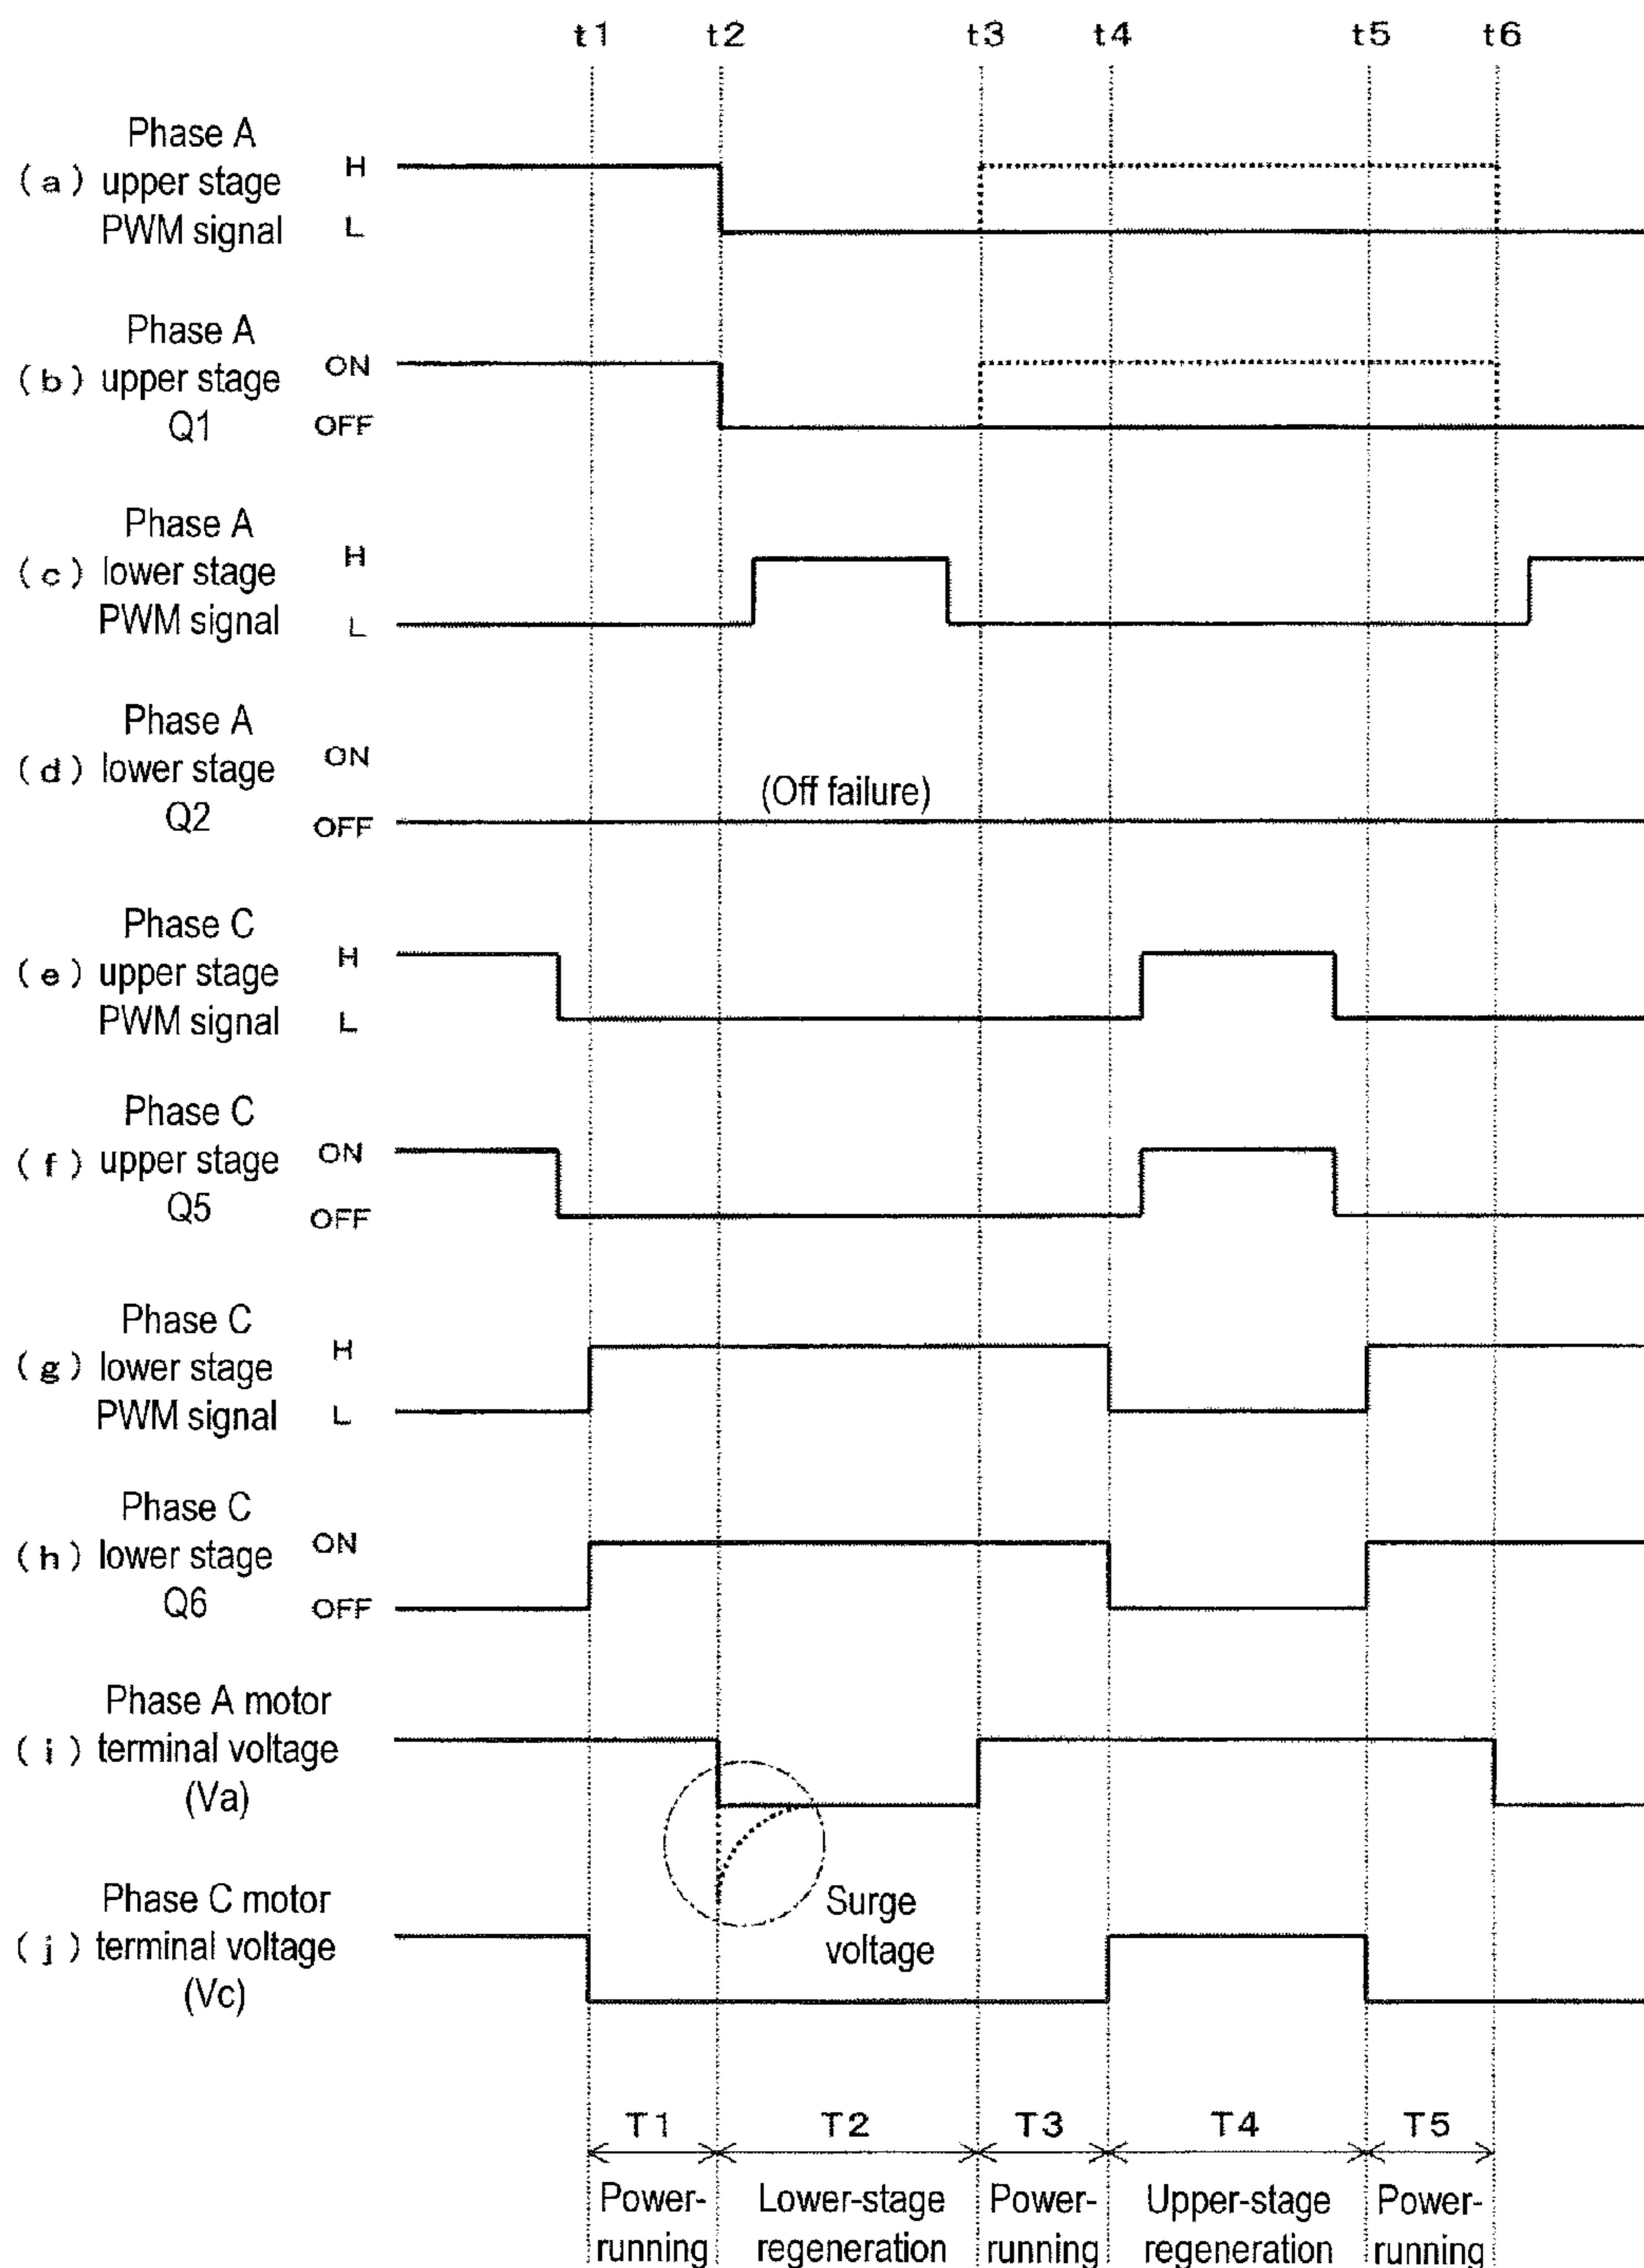 t1 t2 t3 t4 t5 t6
Phase A
(a) upper stage
PWM signal
H
L
Phase A
(b) upper stage
Q1
ON
OFF
Phase A
(c) lower stage
PWM signal
H
L
Phase A
(d) lower stage
Q2
ON
OFF
(Off failure)
Phase C
(e) upper stage
PWM signal
H
L
Phase C
(f) upper stage
Q5
ON
OFF
Phase C
(g) lower stage
PWM signal
H
L
Phase C
(h) lower stage
Q6
ON
OFF
Phase A motor
(i) terminal voltage
(Va)
Surge
voltage
Phase C motor
(j) terminal voltage
(Vc)
T1 T2 T3 T4 T5
Power-
running
Lower-stage
regeneration
Power-
running
Upper-stage
regeneration
Power-
running